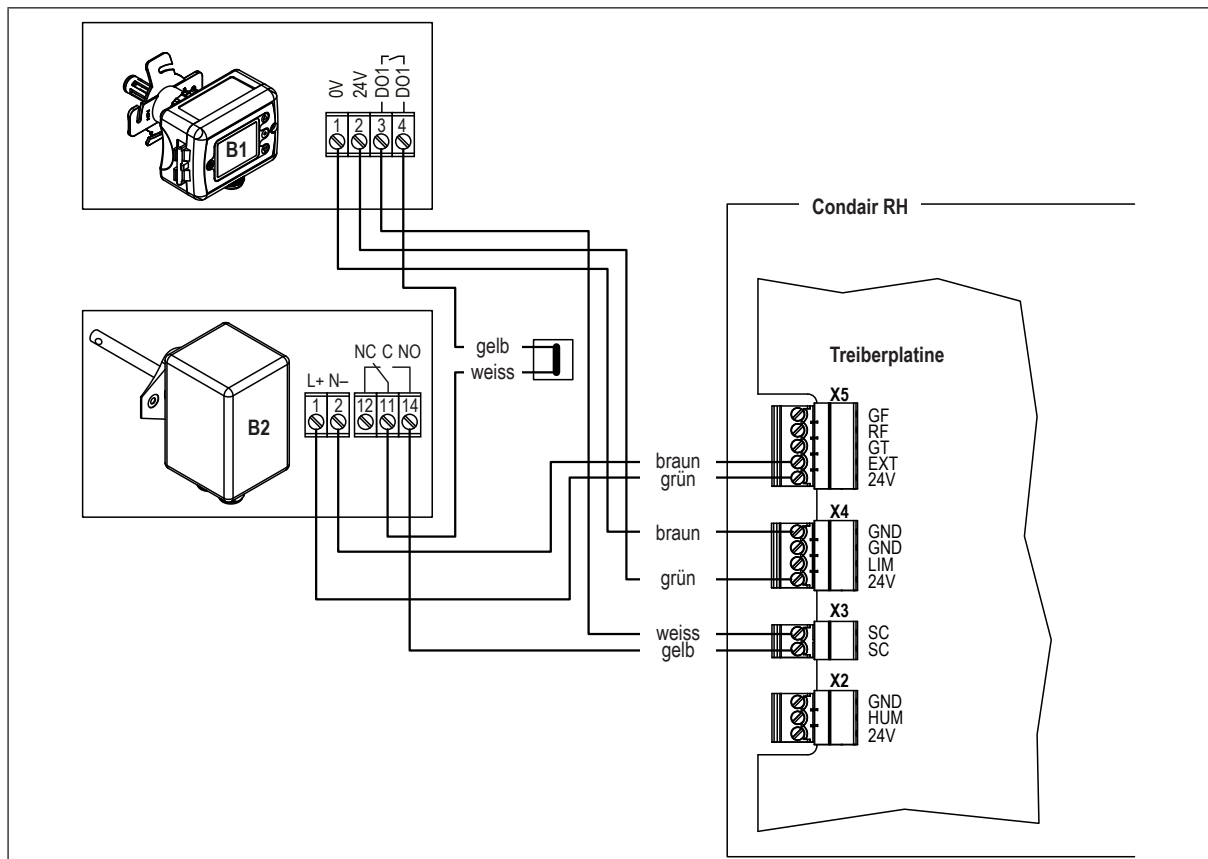 0V
24V
DO1
DO1
1 2 3 4
B1
Condair RH
Treiberplatine
NC C NO
L+ N–
1 2 12 11 14
B2
gelb
weiss
X5
GF
RF
GT
braun EXT
grün 24V
X4
braun GND
GND
LIM
grün 24V
X3
weiss SC
gelb SC
X2
GND
HUM
24V